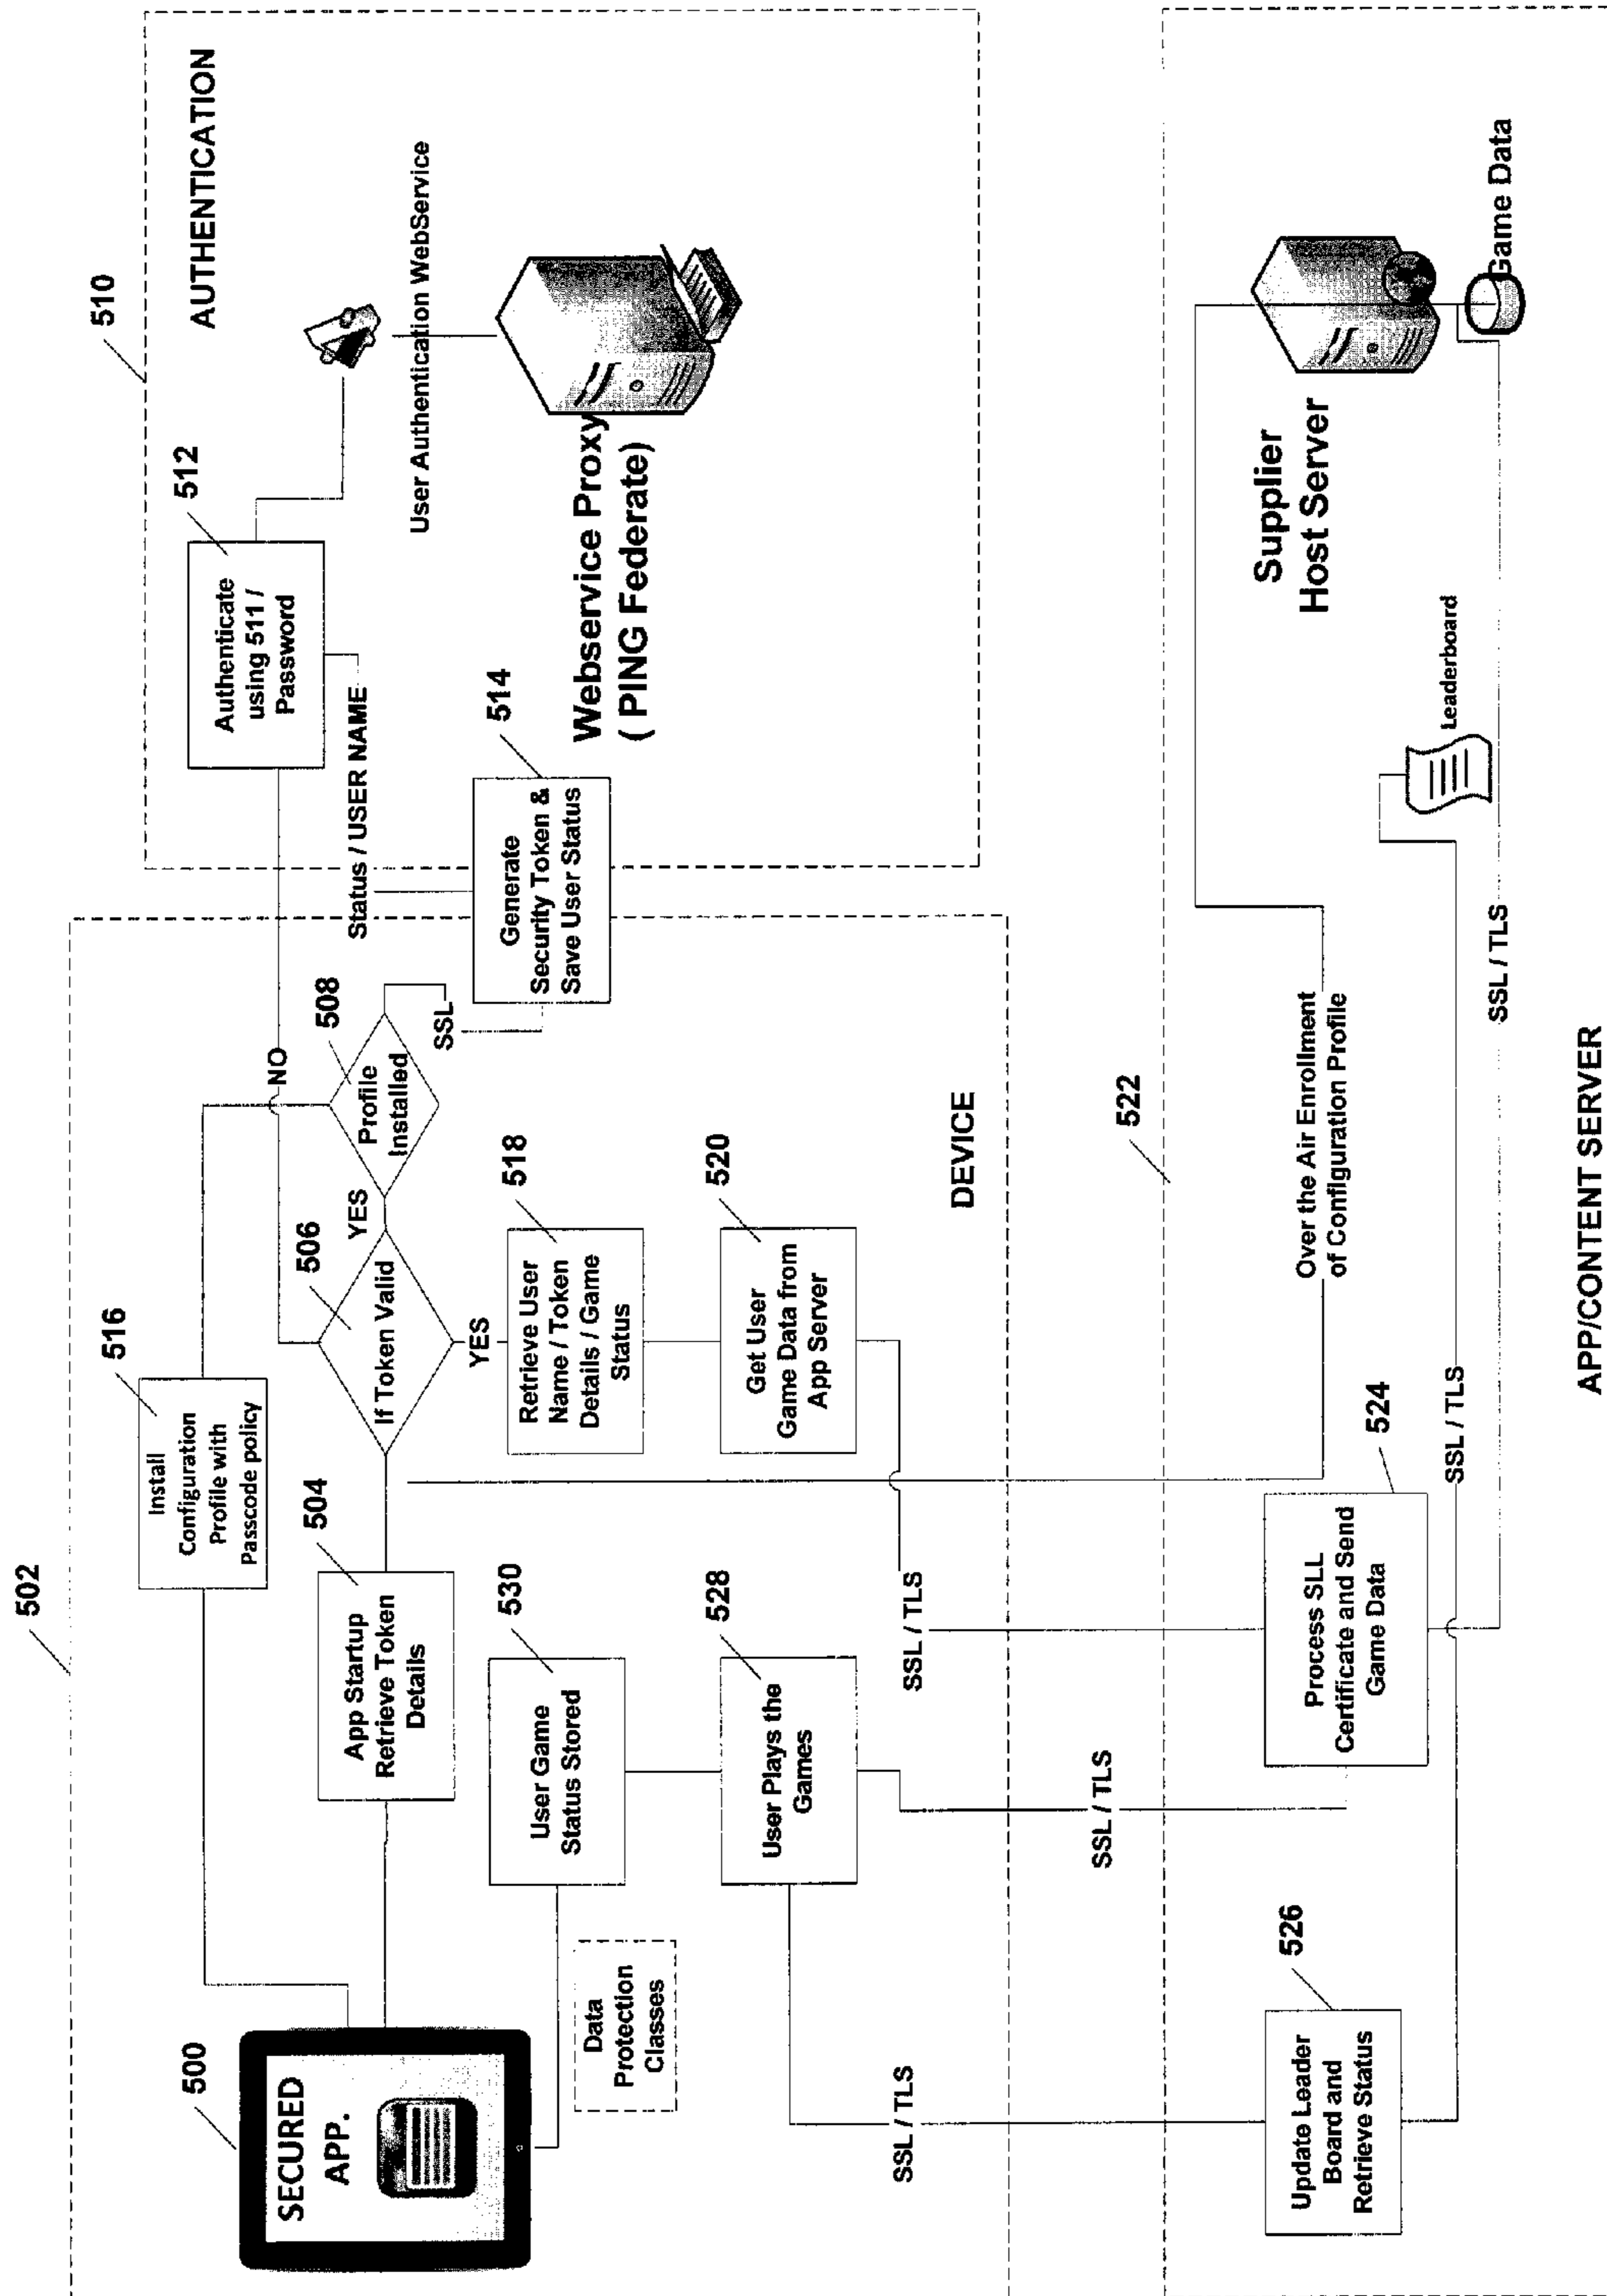 502
500
SECURED
APP.
516
Install
Configuration
Profile with
Passcode policy
504
App Startup
Retrieve Token
Details
506
If Token Valid
NO
YES
508
Profile
Installed
SSL
YES
530
User Game
Status Stored
Data
Protection
Classes
518
Retrieve User
Name / Token
Details / Game
Status
528
User Plays the
Games
520
Get User
Game Data from
App Server
DEVICE
510
AUTHENTICATION
512
Authenticate
using 511 /
Password
Status / USER NAME
User Authentication WebService
514
Generate
Security Token &
Save User Status
Webservice Proxy
( PING Federate)
SSL / TLS
SSL / TLS
SSL / TLS
522
526
Update Leader
Board and
Retrieve Status
524
Process SLL
Certificate and Send
Game Data
Over the Air Enrollment
of Configuration Profile
Supplier
Host Server
Leaderboard
Game Data
SSL / TLS
SSL / TLS
APP/CONTENT SERVER